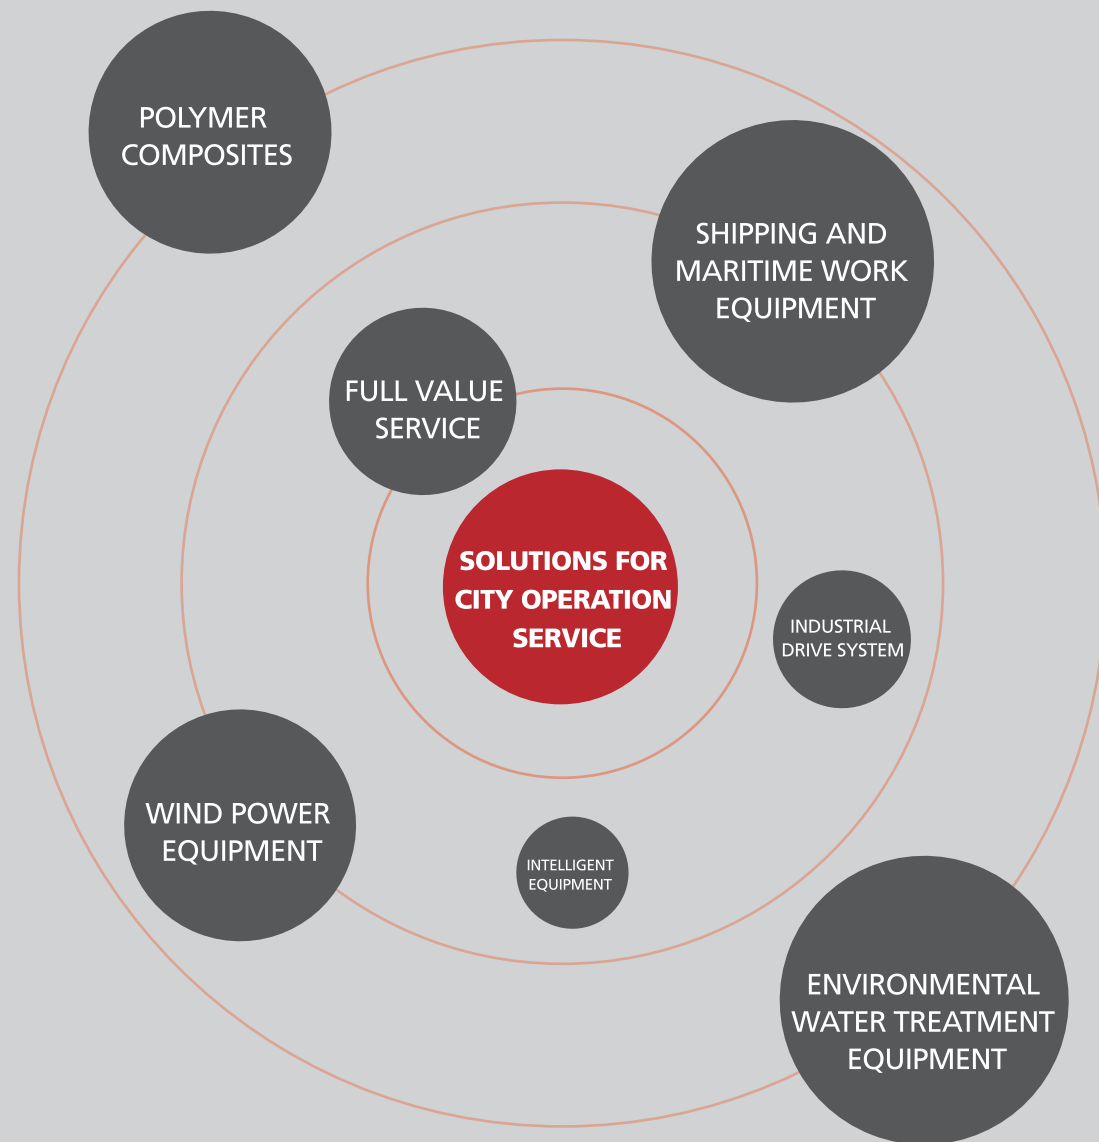 POLYMER
COMPOSITES
SHIPPING AND
MARITIME WORK
EQUIPMENT
FULL VALUE
SERVICE
SOLUTIONS FOR
CITY OPERATION
SERVICE
INDUSTRIAL
DRIVE SYSTEM
WIND POWER
EQUIPMENT
INTELLIGENT
EQUIPMENT
ENVIRONMENTAL
WATER TREATMENT
EQUIPMENT